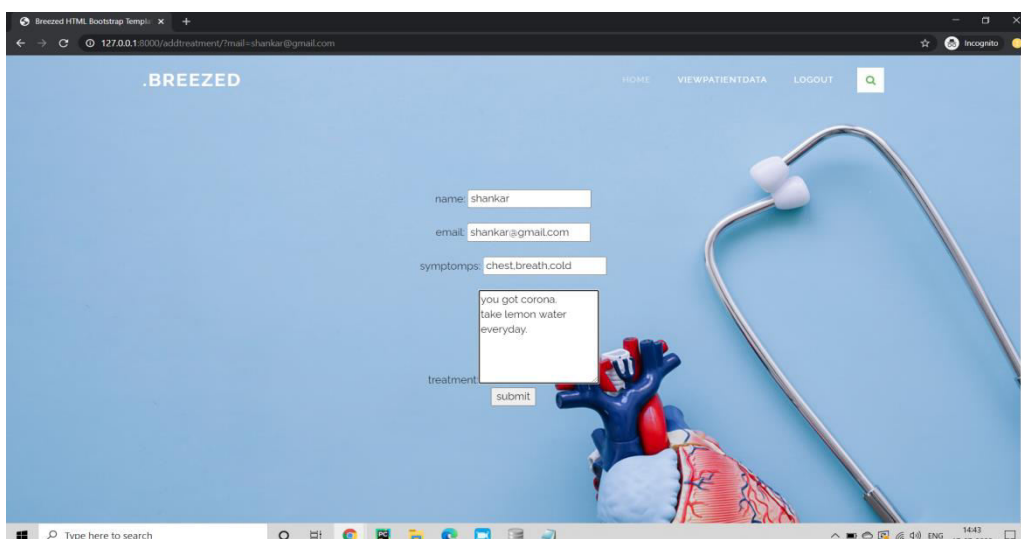 Breezed HTML Bootstrap Templa
127.0.0.1:8000/addtreatment/?mail=shankar@gmail.com
Incognito
.BREEZED
HOME VIEWPATIENTDATA LOGOUT
name: shankar
email: shankar@gmail.com
symptomps: chest,breath,cold
you got corona.
take lemon water
everyday.
treatment
submit
Type here to search
ENG
14:43